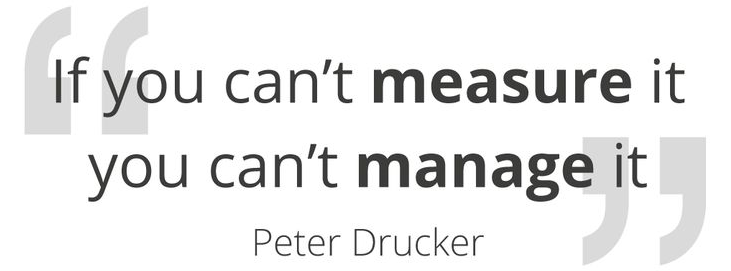 If you can’t measure it
you can’t manage it
Peter Drucker